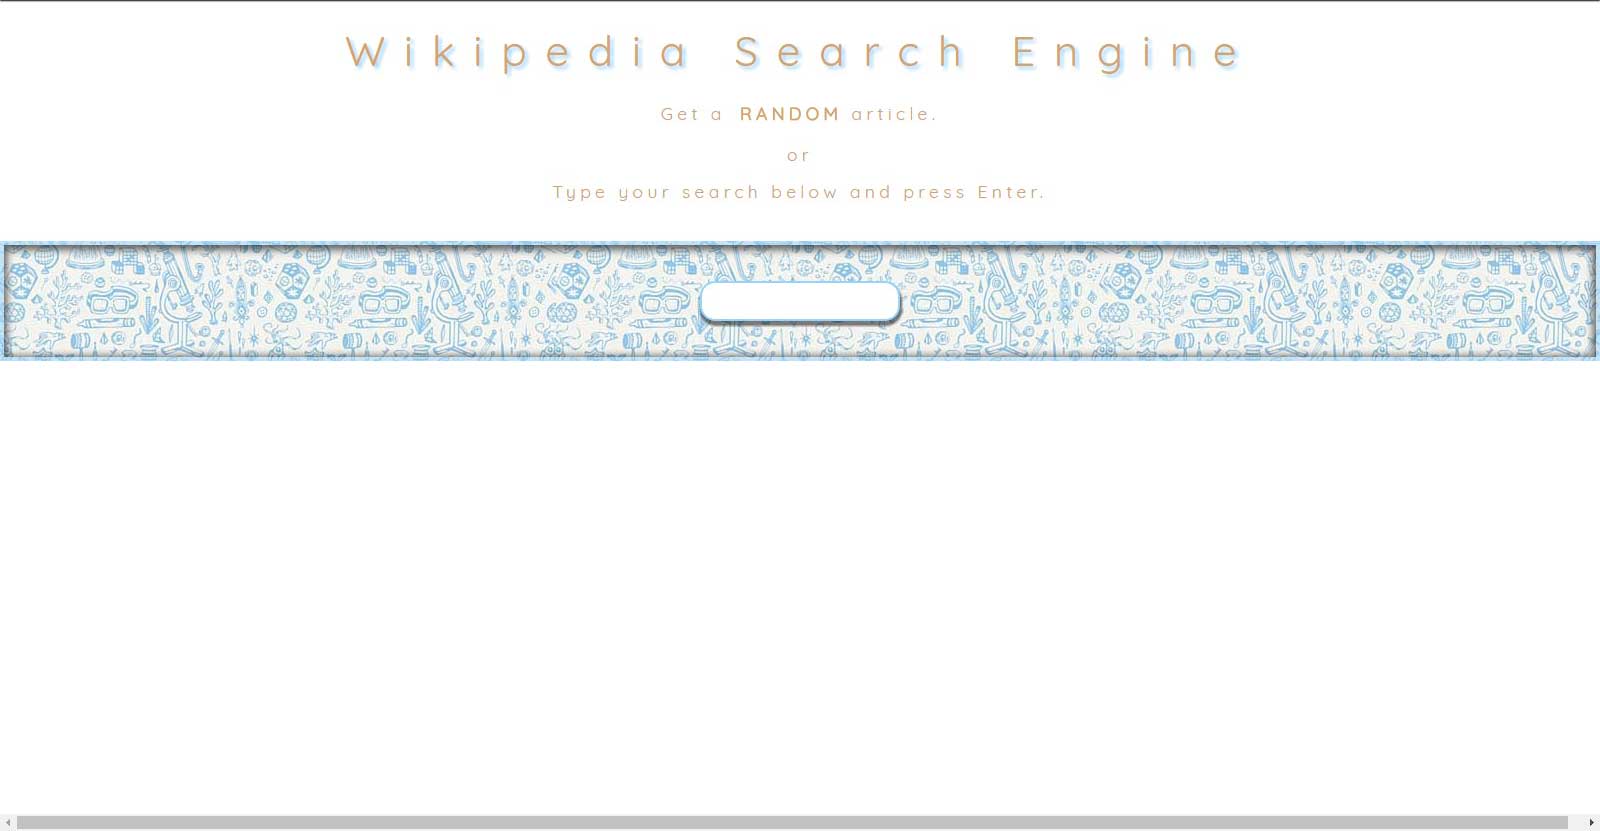 Wikipedia Search Engine
Get a RANDOM article.
or
Type your search below and press Enter.